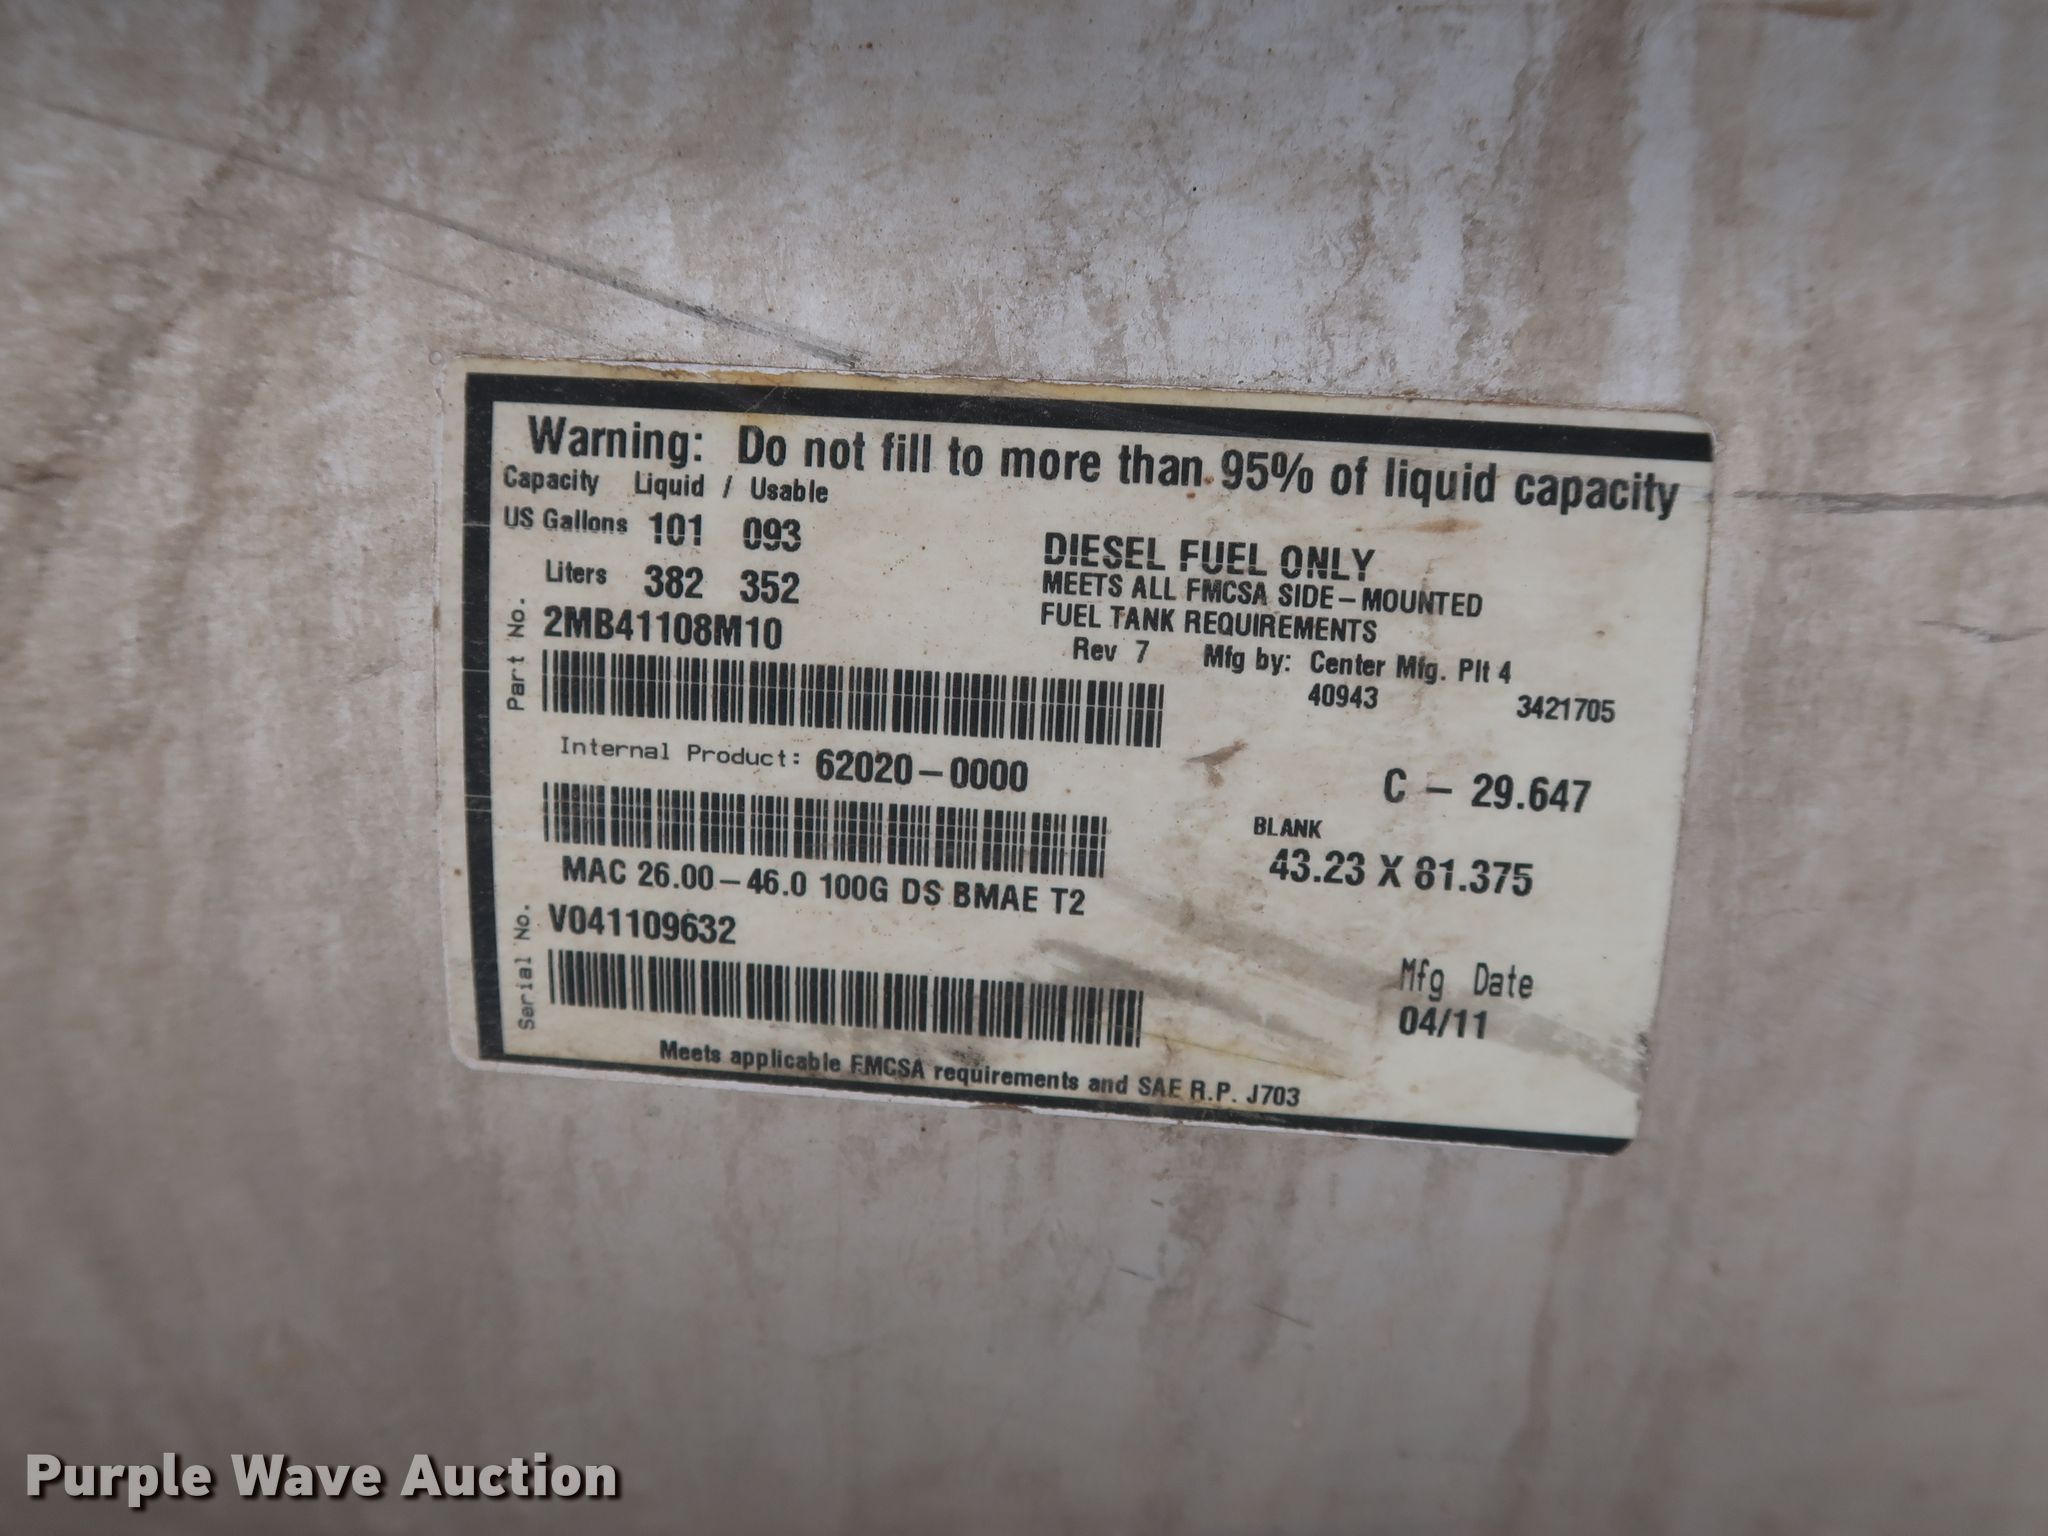 Warning: Do not fill to more than 95% of liquid capacity
Capacity Liquid / Usable
US Gallons 101 093
Liters 382 352
DIESEL FUEL ONLY
MEETS ALL FMCSA SIDE-MOUNTED
FUEL TANK REQUIREMENTS
Rev 7 Mfg by: Center Mfg. Plt 4
40943 3421705
Part No. 2MB41108M10
Internal Product: 62020-0000
C - 29.647
BLANK
43.23 X 81.375
MAC 26.00-46.0 100G DS BMAE T2
Serial No. V041109632
Mfg Date
04/11
Meets applicable FMCSA requirements and SAE R.P. J703
Purple Wave Auction